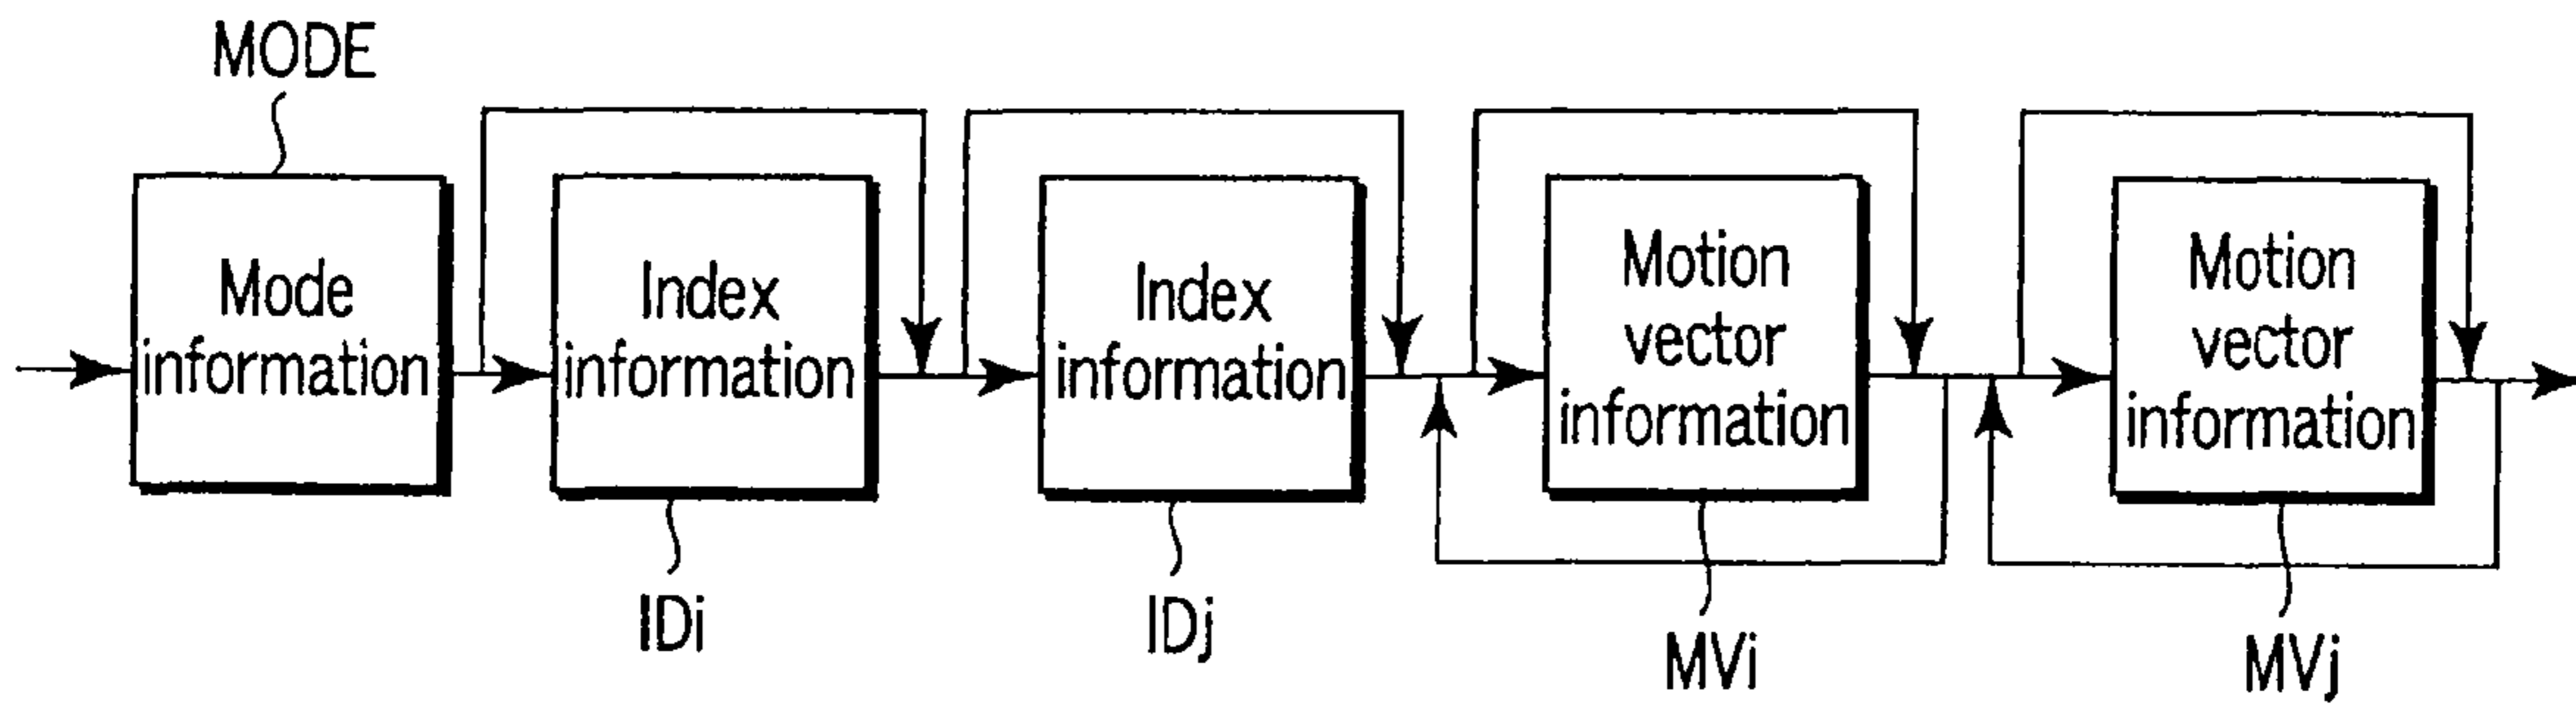 MODE
Mode
information
Index
information
Index
information
Motion
vector
information
Motion
vector
information
IDi
IDj
MVi
MVj